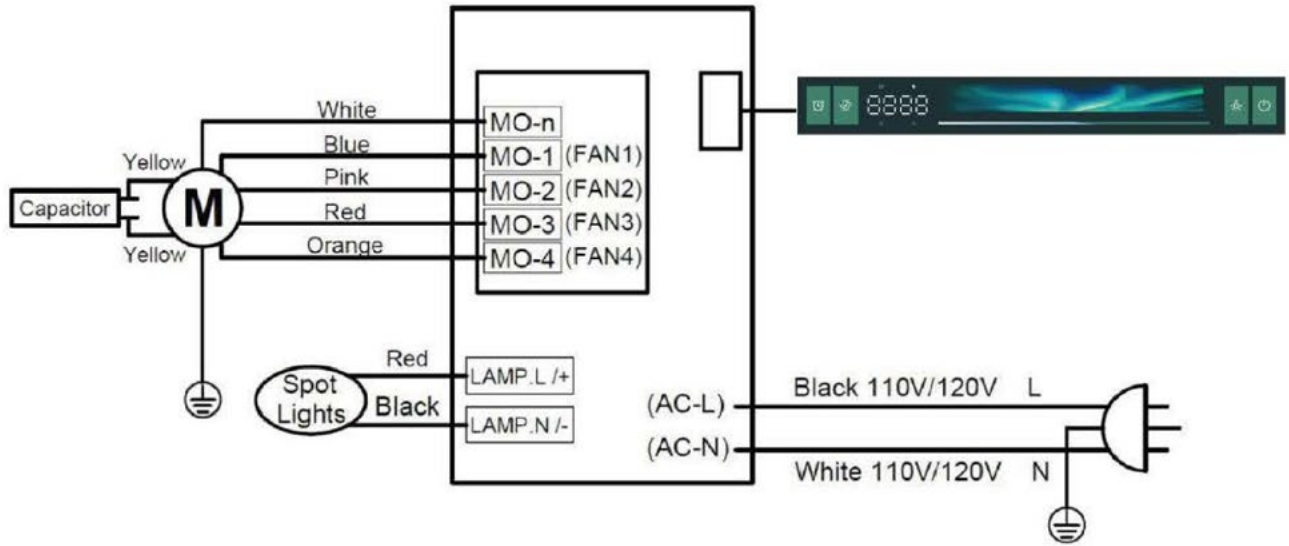 White
MO-n
Blue
MO-1 (FAN1)
Yellow
Pink
MO-2 (FAN2)
Capacitor
M
Red
MO-3 (FAN3)
Orange
MO-4 (FAN4)
Yellow
8888
Red
LAMP.L /+
Spot
Lights
Black
LAMP.N /-
(AC-L)
Black 110V/120V L
(AC-N)
White 110V/120V N